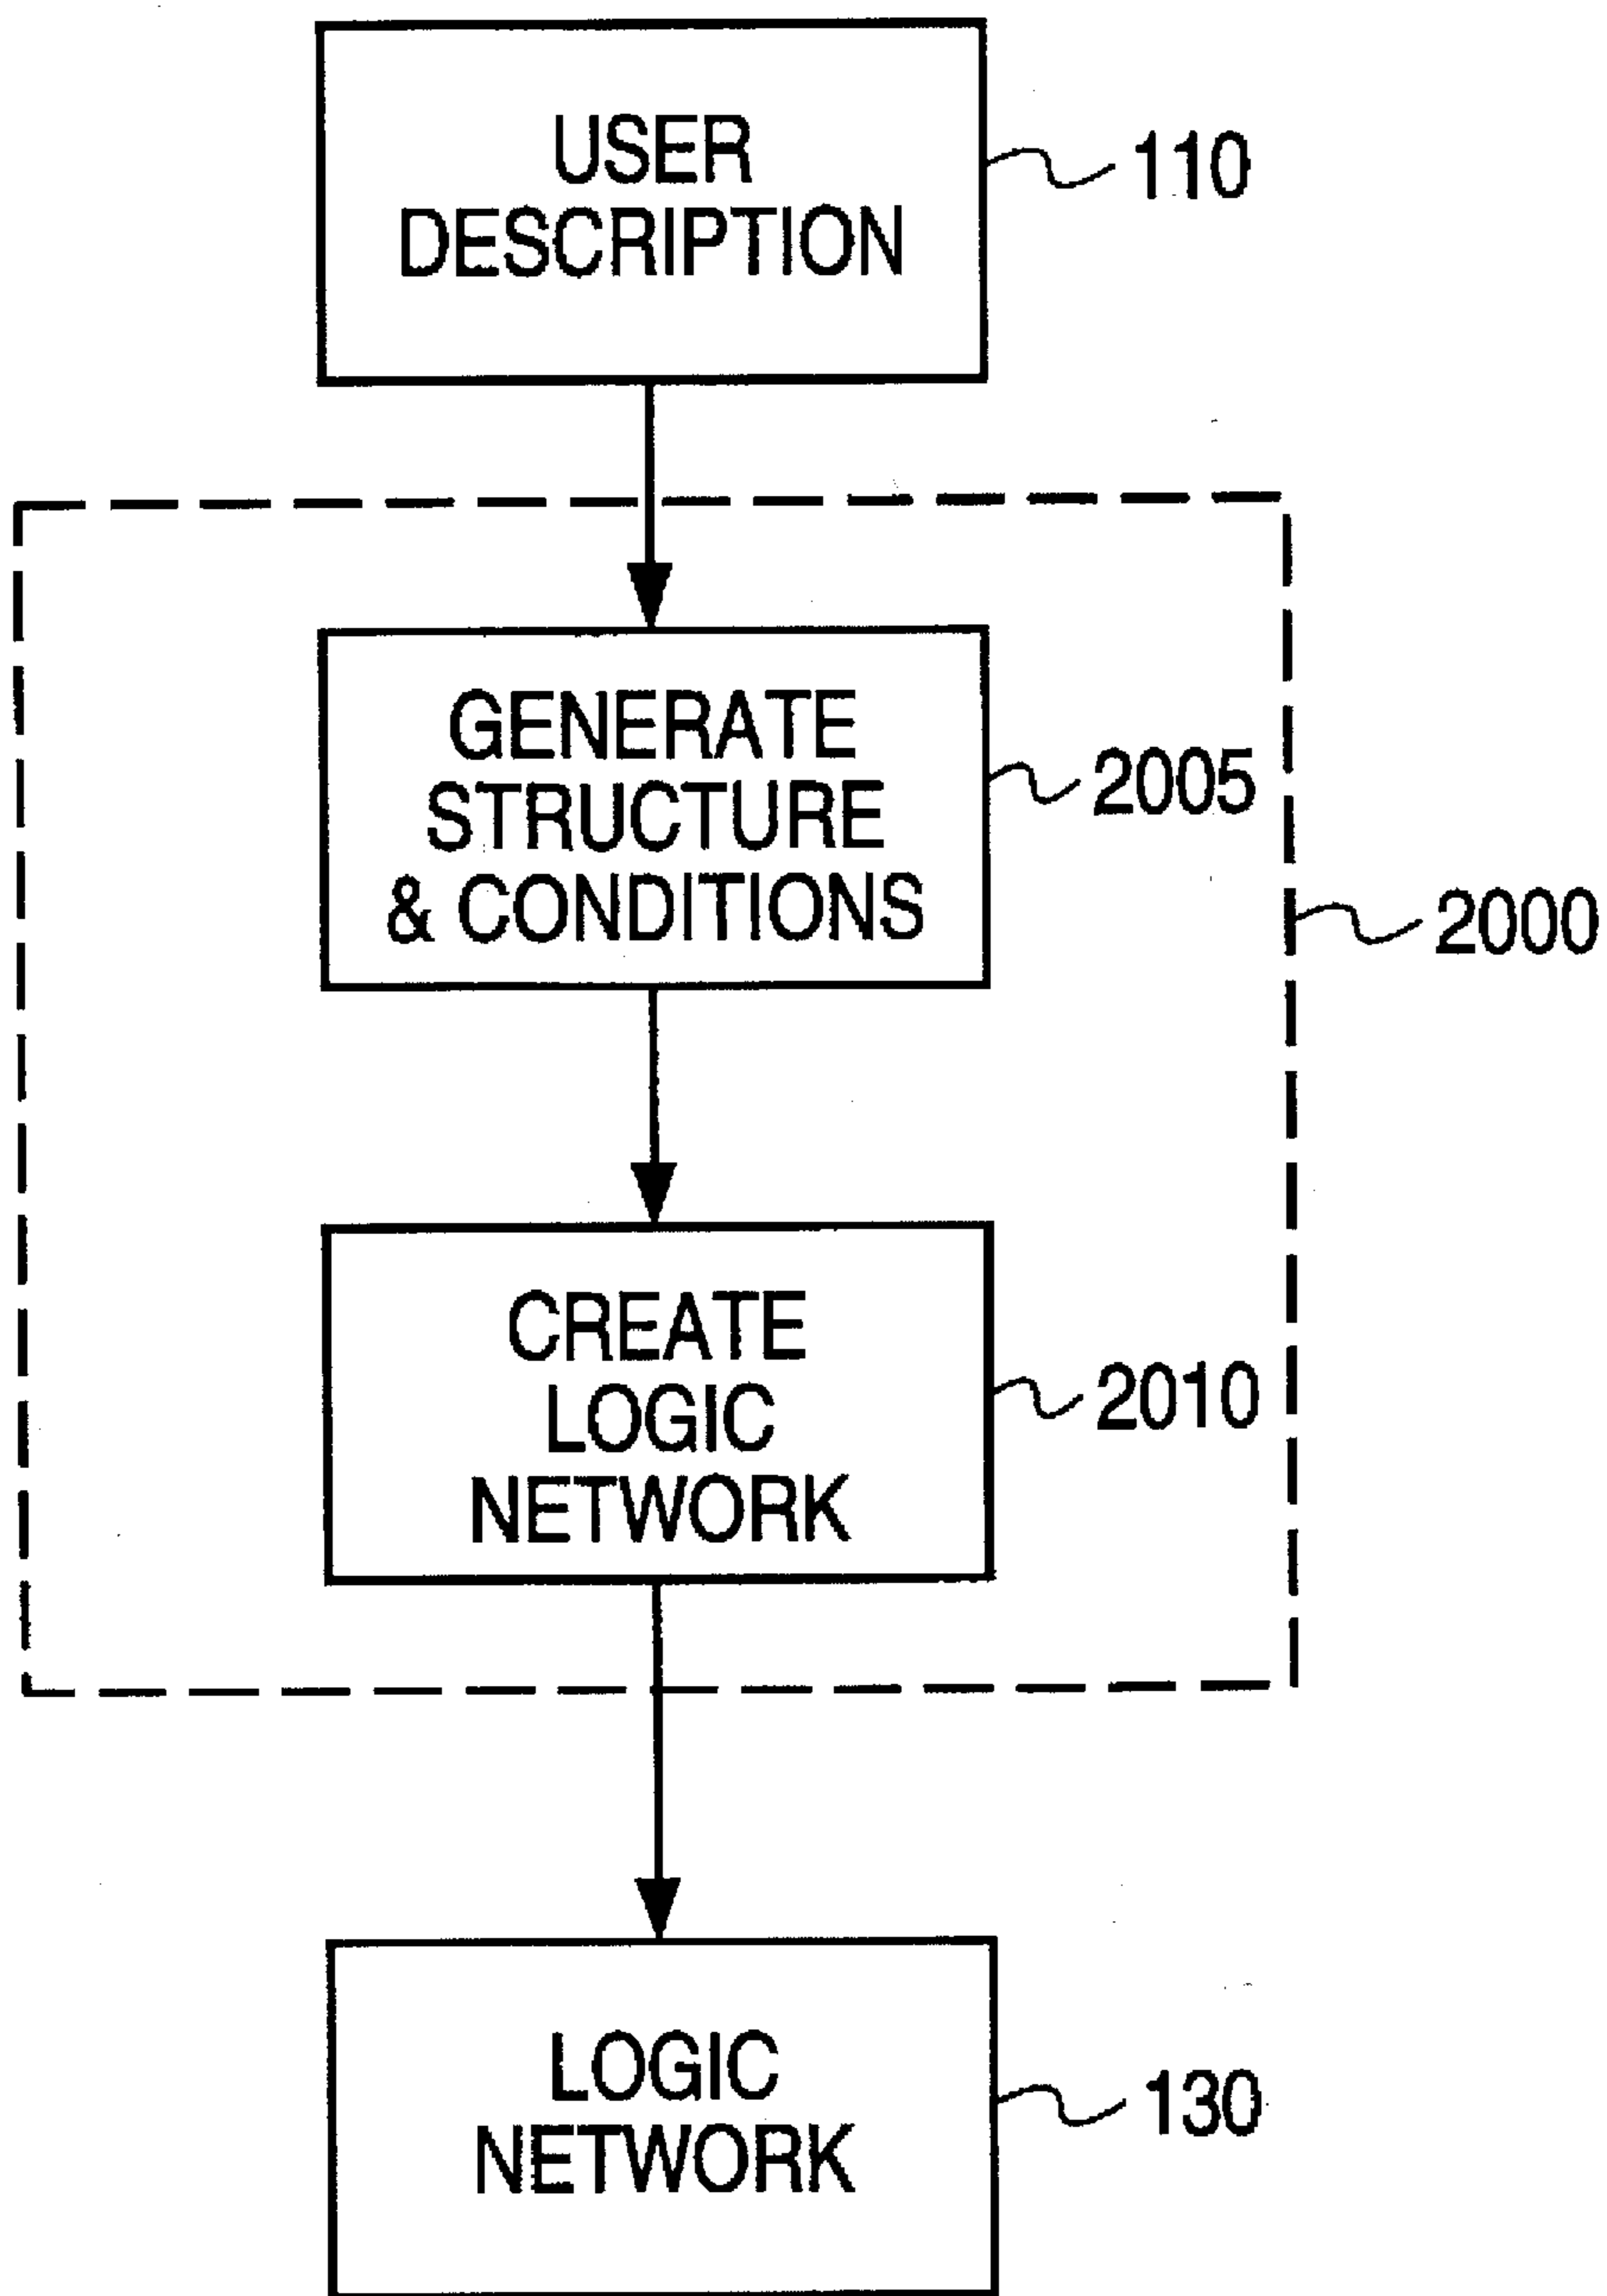 USER
DESCRIPTION
110
GENERATE
STRUCTURE
& CONDITIONS
2005
2000
CREATE
LOGIC
NETWORK
2010
LOGIC
NETWORK
130